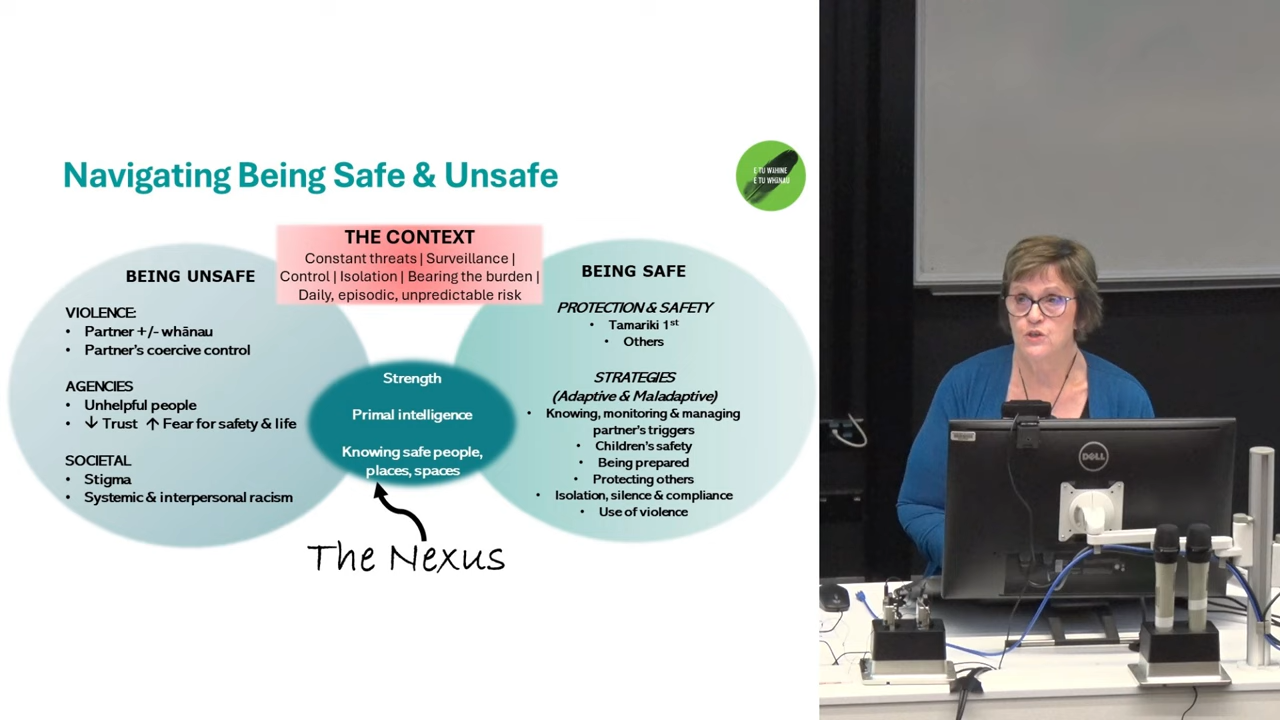 Navigating Being Safe & Unsafe
E TU WĀHINE
E TU WHĀNAU
THE CONTEXT
Constant threats | Surveillance |
Control | Isolation | Bearing the burden |
Daily, episodic, unpredictable risk
BEING UNSAFE
VIOLENCE:
• Partner +/- whānau
• Partner's coercive control
AGENCIES
• Unhelpful people
• ↓ Trust ↑ Fear for safety & life
SOCIETAL
• Stigma
• Systemic & interpersonal racism
Strength
Primal intelligence
Knowing safe people,
places, spaces
The Nexus
BEING SAFE
PROTECTION & SAFETY
• Tamariki 1st
• Others
STRATEGIES
(Adaptive & Maladaptive)
• Knowing, monitoring & managing
partner's triggers
• Children's safety
• Being prepared
• Protecting others
• Isolation, silence & compliance
• Use of violence
DELL